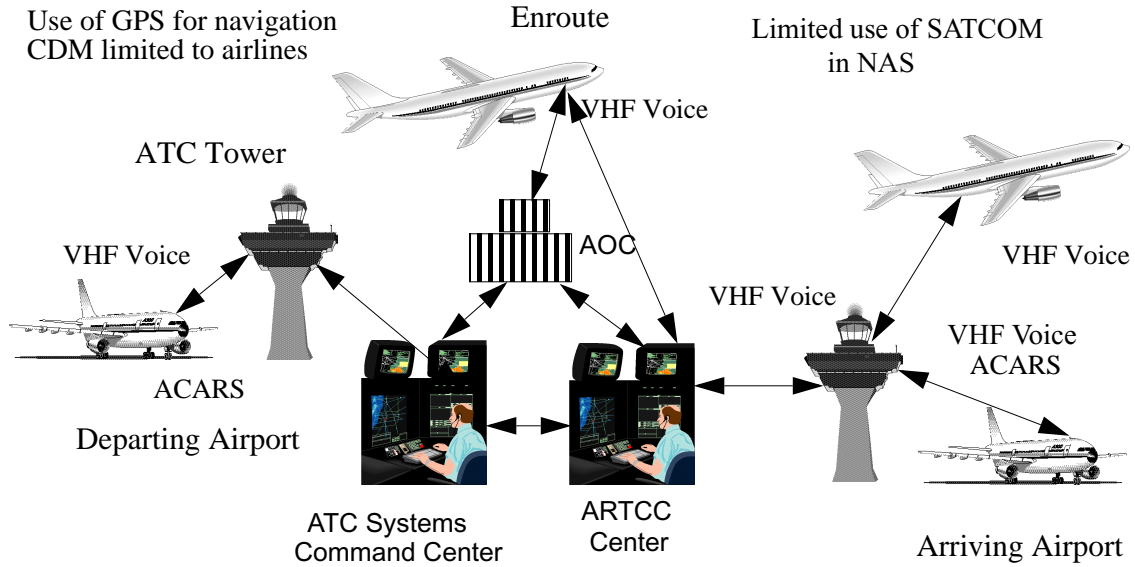 Use of GPS for navigation
CDM limited to airlines
Enroute
Limited use of SATCOM
in NAS
VHF Voice
ATC Tower
AOC
VHF Voice
VHF Voice
VHF Voice
VHF Voice
ACARS
ACARS
Departing Airport
ATC Systems
Command Center
ARTCC
Center
Arriving Airport